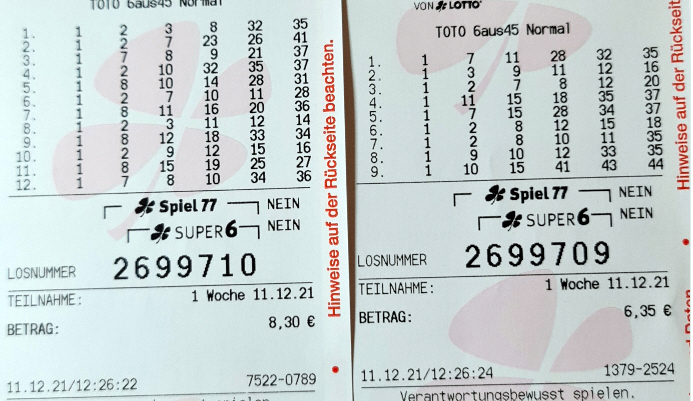 TOTO 6aus45 Normal
1. 1 2 3 8 32 35
2. 1 2 7 23 26 41
3. 1 7 8 9 21 37
4. 1 2 10 32 35 37
5. 1 8 10 14 28 31
6. 1 2 7 10 11 28
7. 1 8 11 16 20 36
8. 1 2 3 11 12 14
9. 1 8 12 18 33 34
10. 1 2 9 12 15 16
11. 1 8 15 19 25 27
12. 1 7 8 10 34 36
Spiel 77 NEIN
SUPER 6 NEIN
LOSNUMMER 2699710
TEILNAHME: 1 Woche 11.12.21
BETRAG: 8,30 €
11.12.21/12:26:22 7522-0789
Hinweise auf der Rückseite beachten.
VON LOTTO
TOTO 6aus45 Normal
1. 1 7 11 28 32 35
2. 1 3 9 11 12 16
3. 1 2 7 8 12 20
4. 1 11 15 18 35 37
5. 1 7 15 28 34 37
6. 1 2 8 12 15 18
7. 1 2 8 10 11 35
8. 1 9 10 12 33 35
9. 1 10 15 41 43 44
Spiel 77 NEIN
SUPER 6 NEIN
LOSNUMMER 2699709
TEILNAHME: 1 Woche 11.12.21
BETRAG: 6,35 €
11.12.21/12:26:24 1379-2524
Verantwortungsbewusst spielen.
Hinweise auf der Rückseite